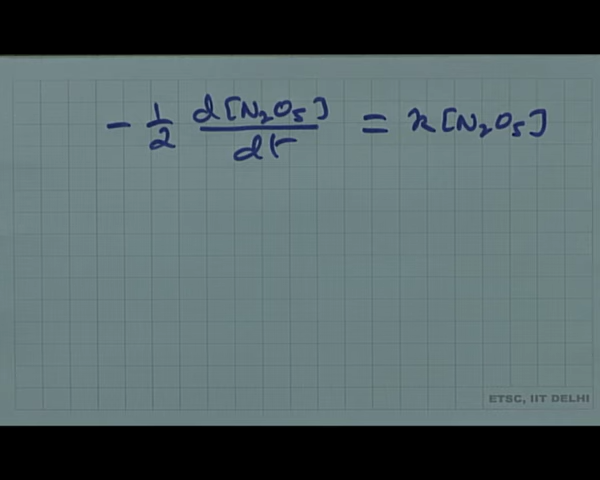 - 1/2 d[N₂O₅]/dt = k[N₂O₅]
ETSC, IIT DELHI